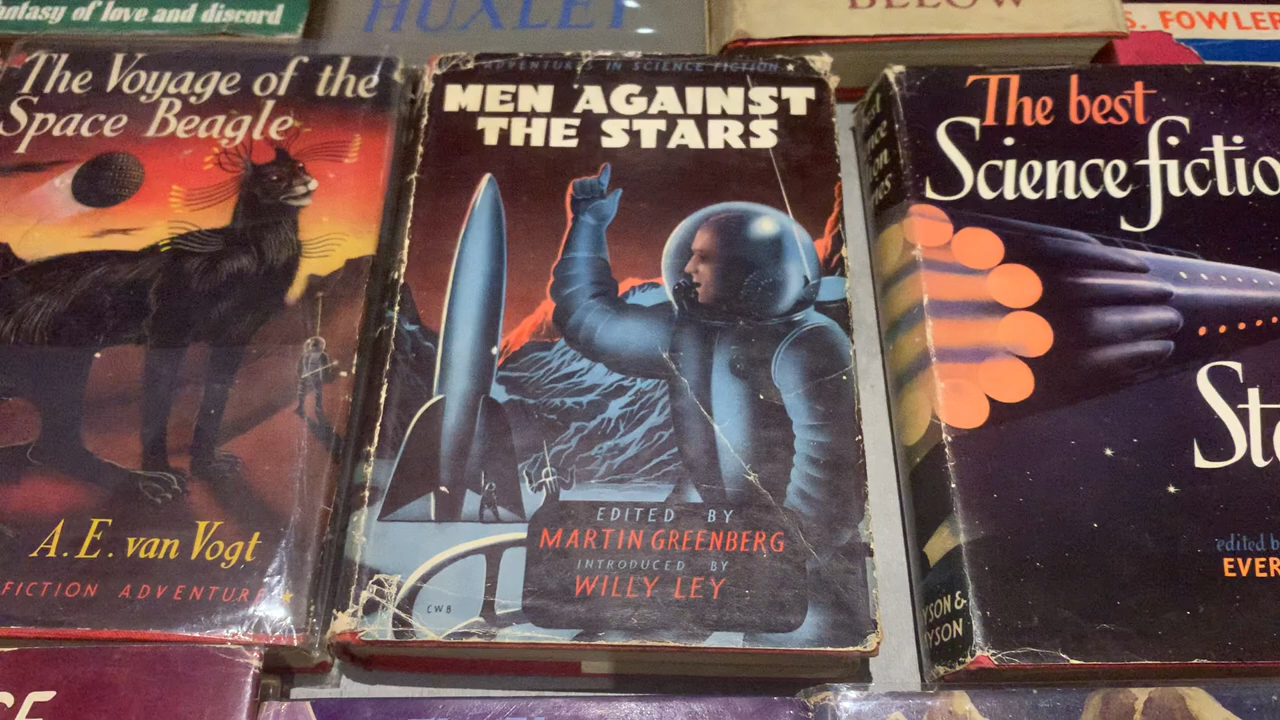 ntasy of love and discord
HUXLEY
BELOW
S. FOWLER
The Voyage of the
Space Beagle
A. E. van Vogt
FICTION ADVENTURE
ADVENTURES IN SCIENCE FICTION
MEN AGAINST
THE STARS
EDITED BY
MARTIN GREENBERG
INTRODUCED BY
WILLY LEY
CWB
The best
Science fictio
St
edited b
EVER
YSON &
YSON